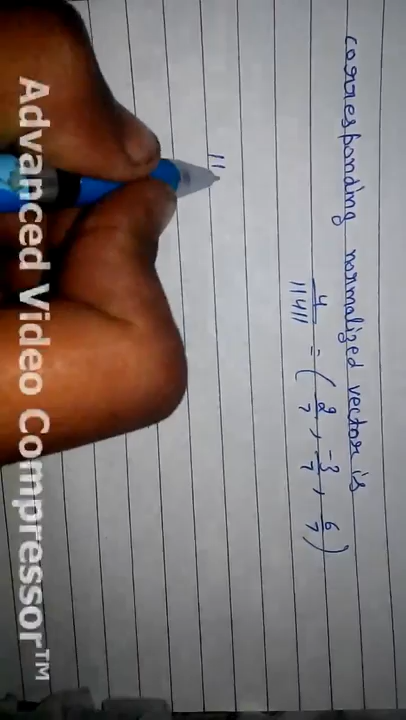 corresponding normalized vector is
u/||u|| = (2/7, -3/7, 6/7)
||
Advanced Video Compressor™